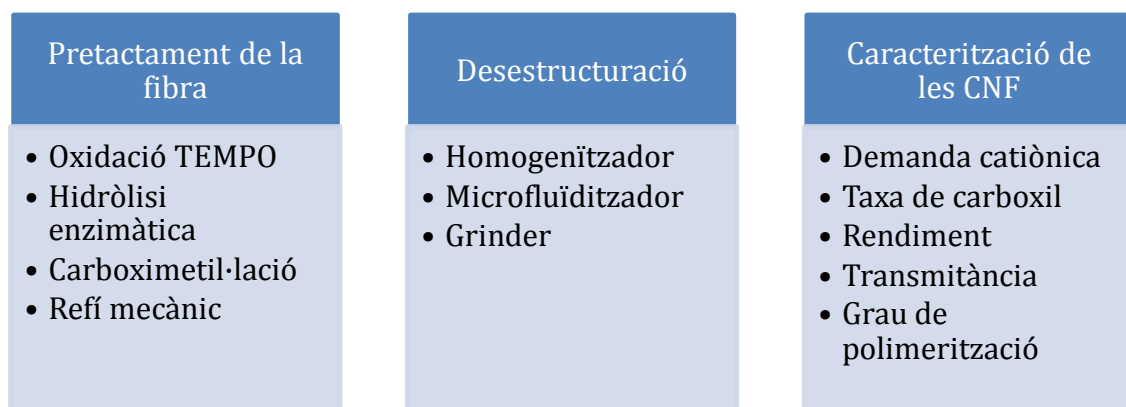 Pretactament de la
fibra
• Oxidació TEMPO
• Hidròlisi
enzimàtica
• Carboximetil·lació
• Refí mecànic
Desestructuració
• Homogenïtzador
• Microfluïditzador
• Grinder
Caracterització de
les CNF
• Demanda catiònica
• Taxa de carboxil
• Rendiment
• Transmitància
• Grau de
polimerització